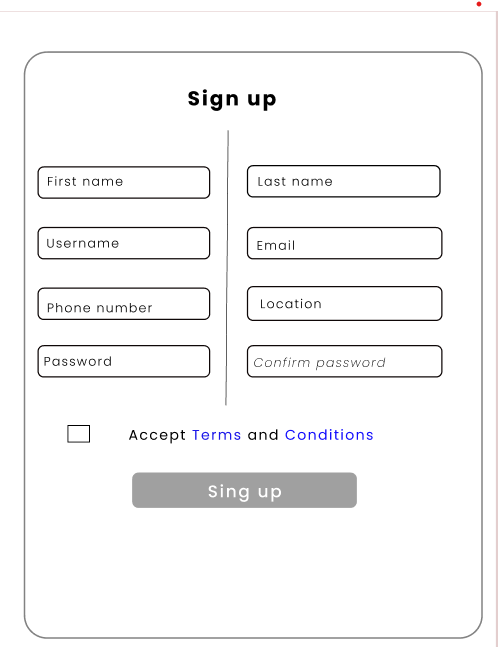 Sign up
First name
Last name
Username
Email
Phone number
Location
Password
Confirm password
Accept Terms and Conditions
Sing up